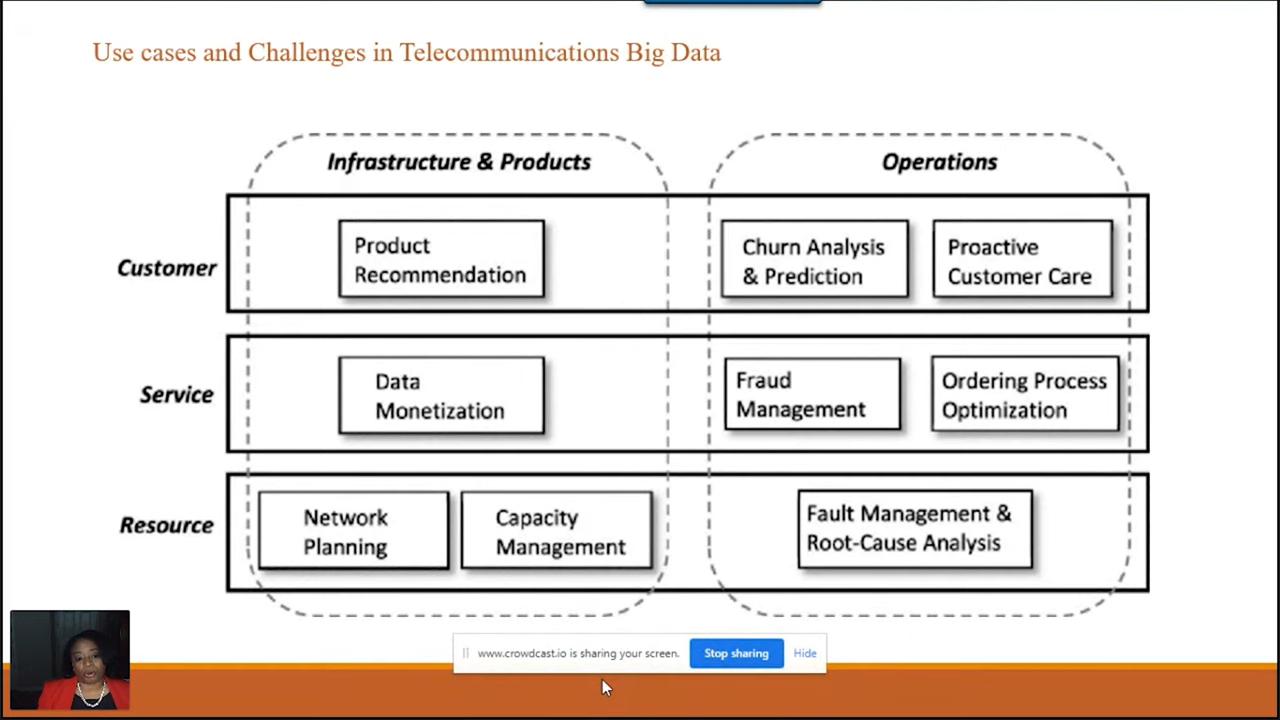 Use cases and Challenges in Telecommunications Big Data
Infrastructure & Products
Operations
Customer
Product
Recommendation
Churn Analysis
& Prediction
Proactive
Customer Care
Service
Data
Monetization
Fraud
Management
Ordering Process
Optimization
Resource
Network
Planning
Capacity
Management
Fault Management &
Root-Cause Analysis
www.crowdcast.io is sharing your screen.
Stop sharing
Hide